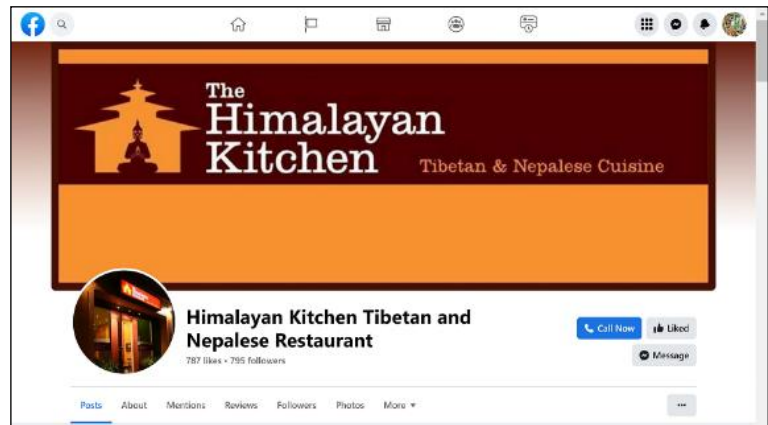 The
Himalayan
Kitchen
Tibetan & Nepalese Cuisine
Himalayan Kitchen Tibetan and
Nepalese Restaurant
787 likes • 795 followers
Call Now
Liked
Message
Posts About Mentions Reviews Followers Photos More